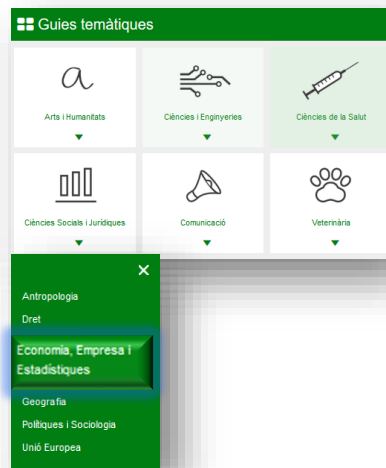 Guies temàtiques
Arts i Humanitats
Ciències i Enginyeries
Ciències de la Salut
Ciències Socials i Jurídiques
Comunicació
Veterinària
×
Antropologia
Dret
Economia, Empresa i
Estadístiques
Geografia
Polítiques i Sociologia
Unió Europea